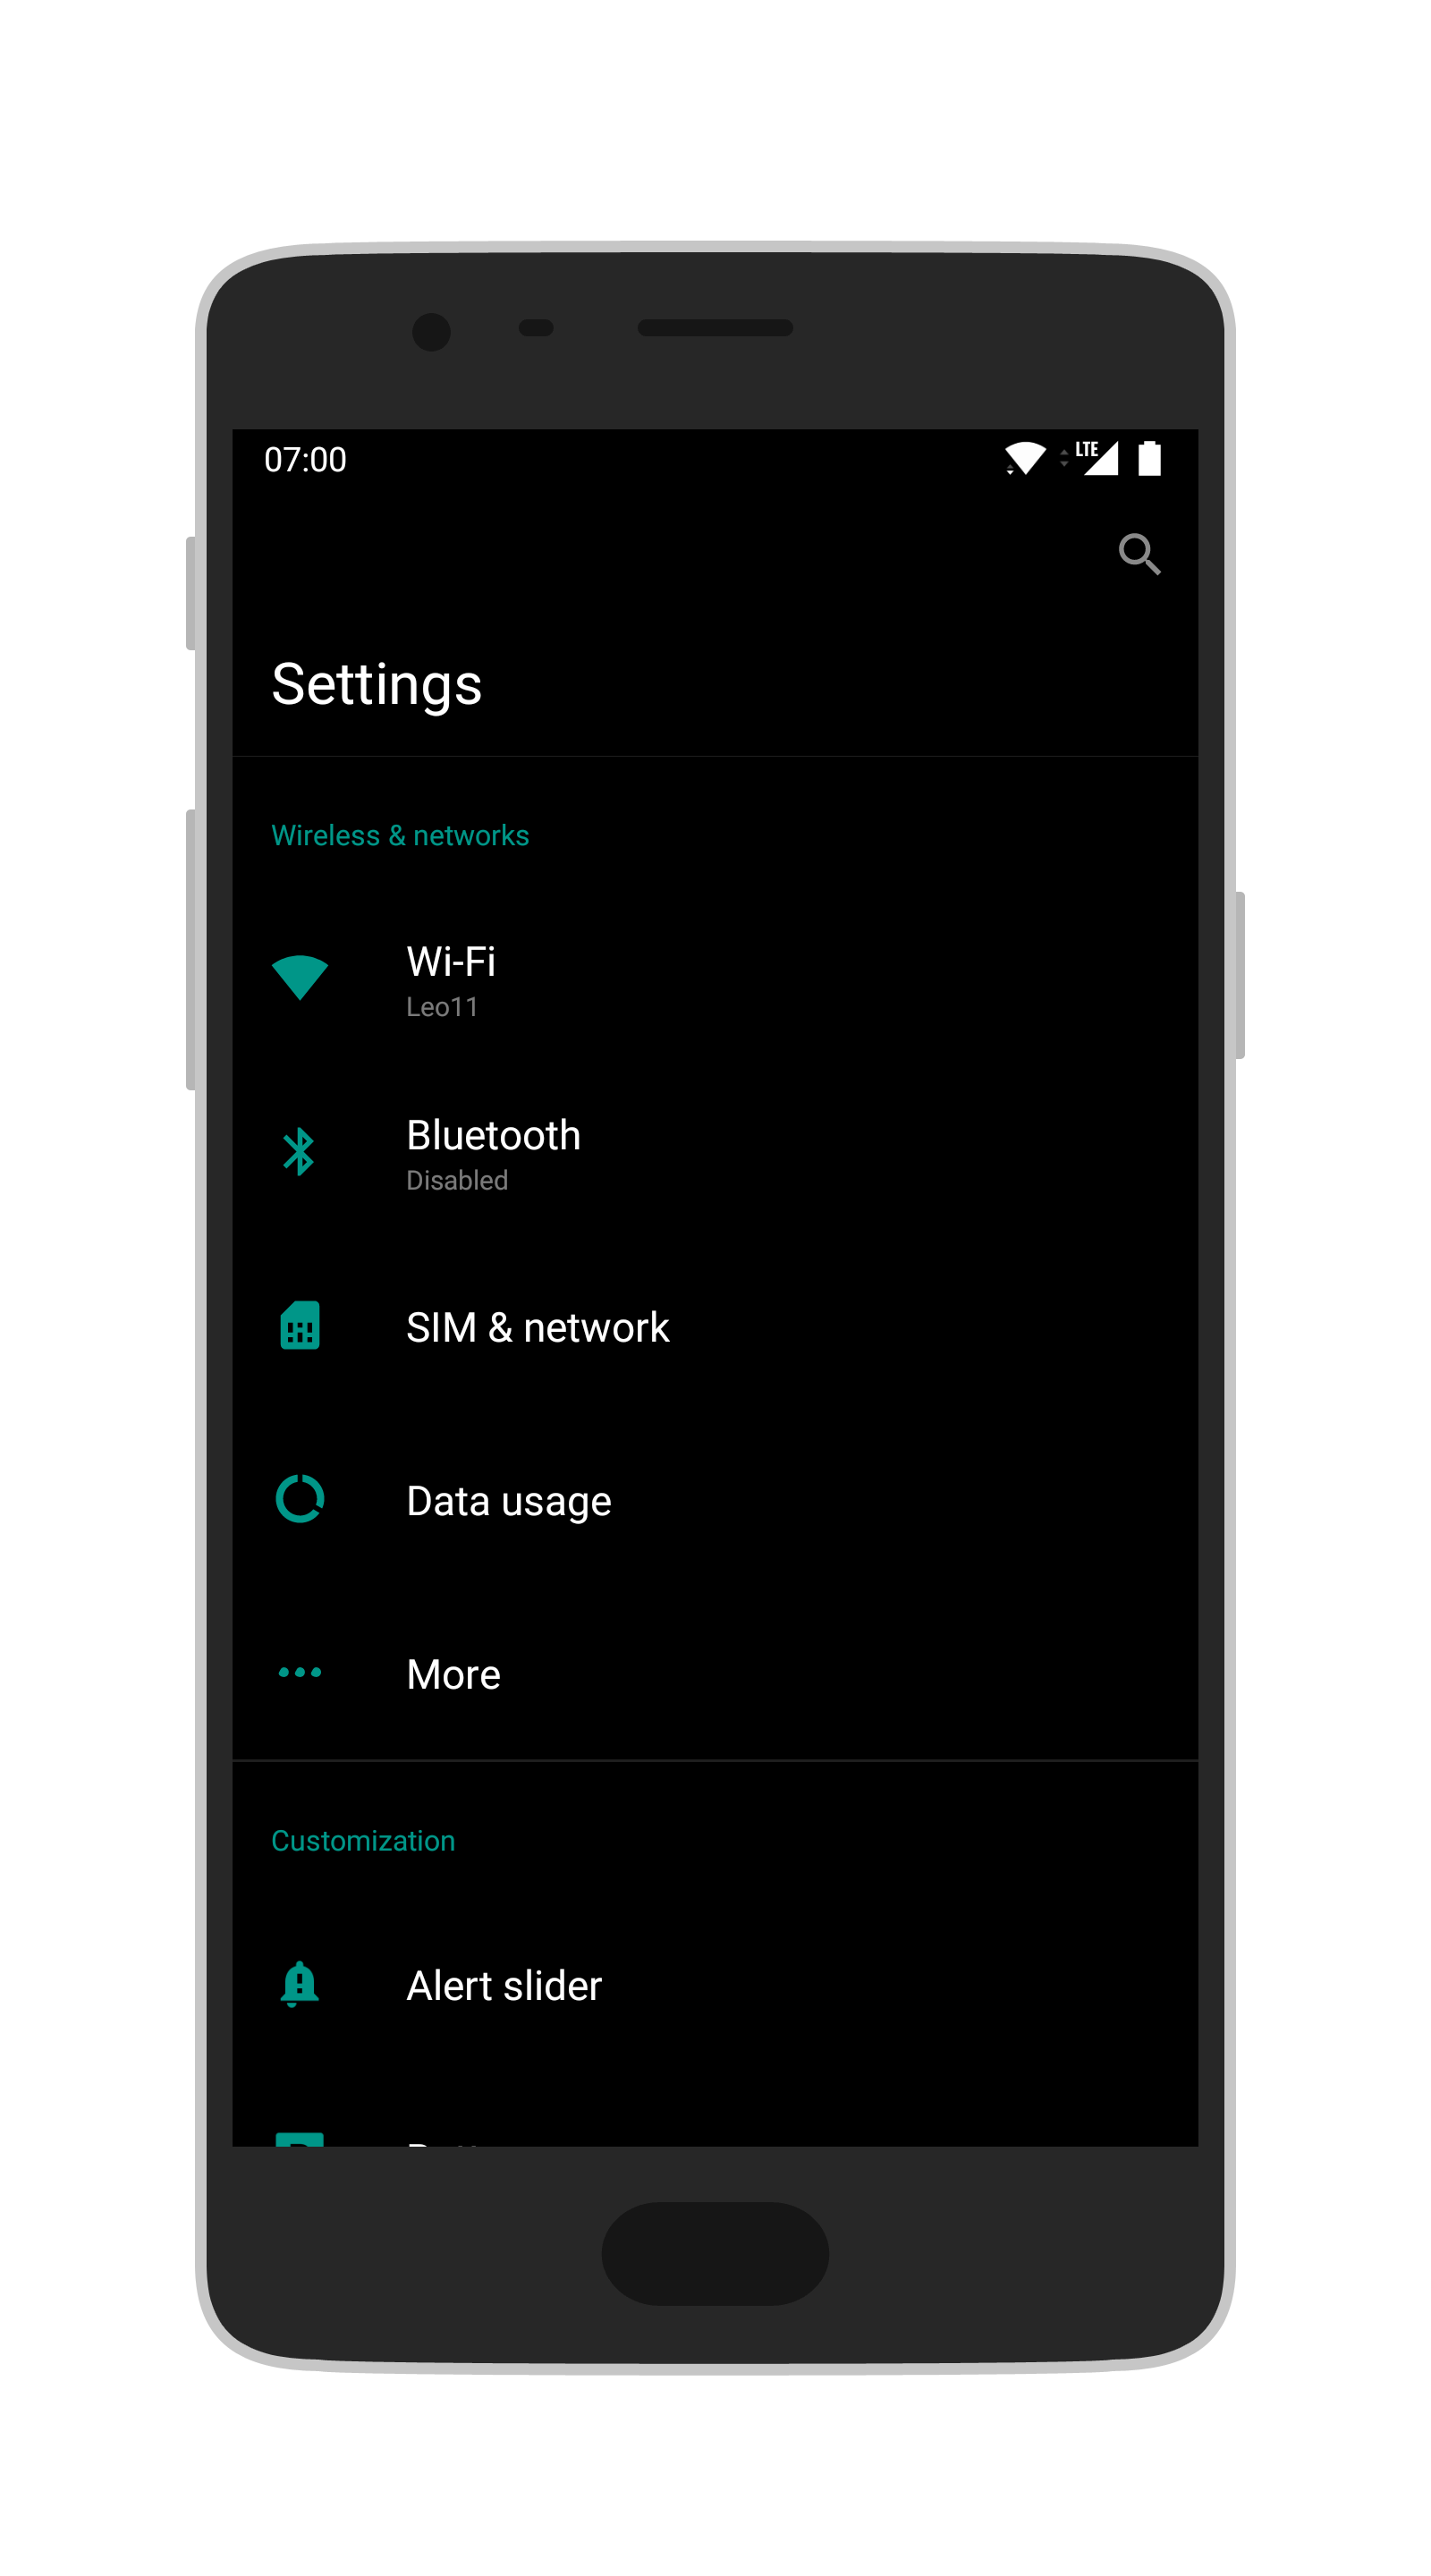 07:00
LTE
Settings
Wireless & networks
Wi-Fi
Leo11
Bluetooth
Disabled
SIM & network
Data usage
More
Customization
Alert slider